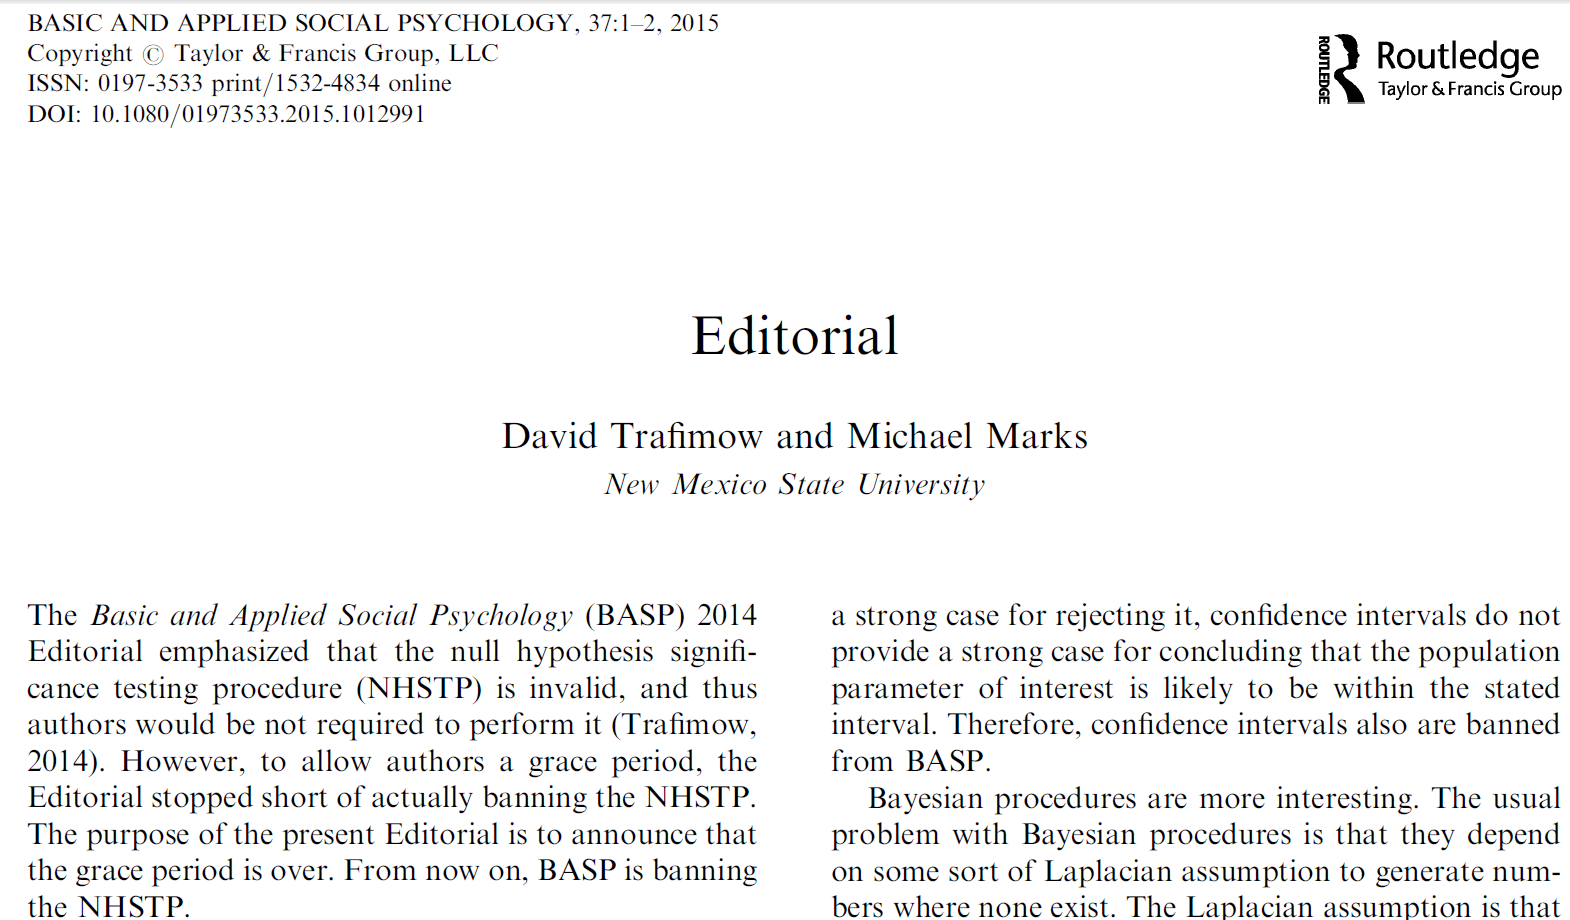 BASIC AND APPLIED SOCIAL PSYCHOLOGY, 37:1–2, 2015
Copyright © Taylor & Francis Group, LLC
ISSN: 0197-3533 print/1532-4834 online
DOI: 10.1080/01973533.2015.1012991
ROUTLEDGE
Routledge
Taylor & Francis Group
Editorial
David Trafimow and Michael Marks
New Mexico State University
The Basic and Applied Social Psychology (BASP) 2014
Editorial emphasized that the null hypothesis signifi-
cance testing procedure (NHSTP) is invalid, and thus
authors would be not required to perform it (Trafimow,
2014). However, to allow authors a grace period, the
Editorial stopped short of actually banning the NHSTP.
The purpose of the present Editorial is to announce that
the grace period is over. From now on, BASP is banning
the NHSTP.
a strong case for rejecting it, confidence intervals do not
provide a strong case for concluding that the population
parameter of interest is likely to be within the stated
interval. Therefore, confidence intervals also are banned
from BASP.
Bayesian procedures are more interesting. The usual
problem with Bayesian procedures is that they depend
on some sort of Laplacian assumption to generate num-
bers where none exist. The Laplacian assumption is that